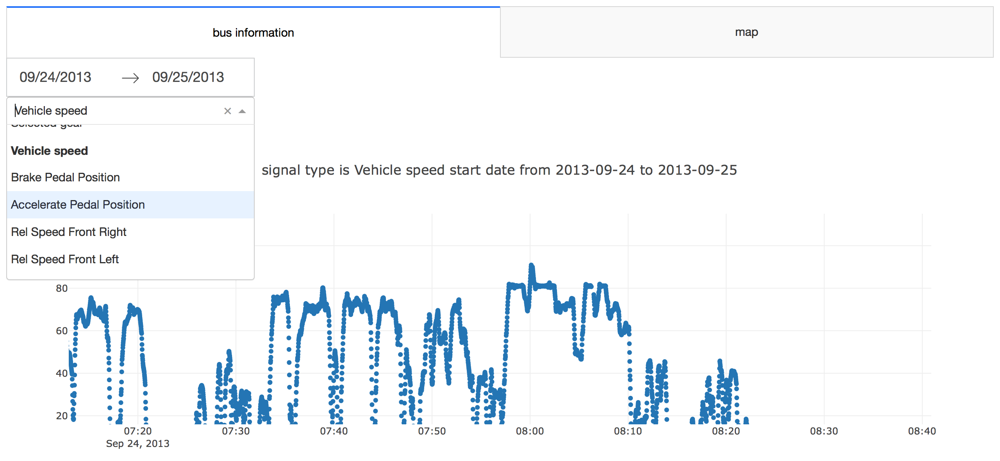 bus information
map
09/24/2013 → 09/25/2013
Vehicle speed
Selected gear
Vehicle speed
Brake Pedal Position
Accelerate Pedal Position
Rel Speed Front Right
Rel Speed Front Left
signal type is Vehicle speed start date from 2013-09-24 to 2013-09-25
80
60
40
20
07:20 07:30 07:40 07:50 08:00 08:10 08:20 08:30 08:40
Sep 24, 2013